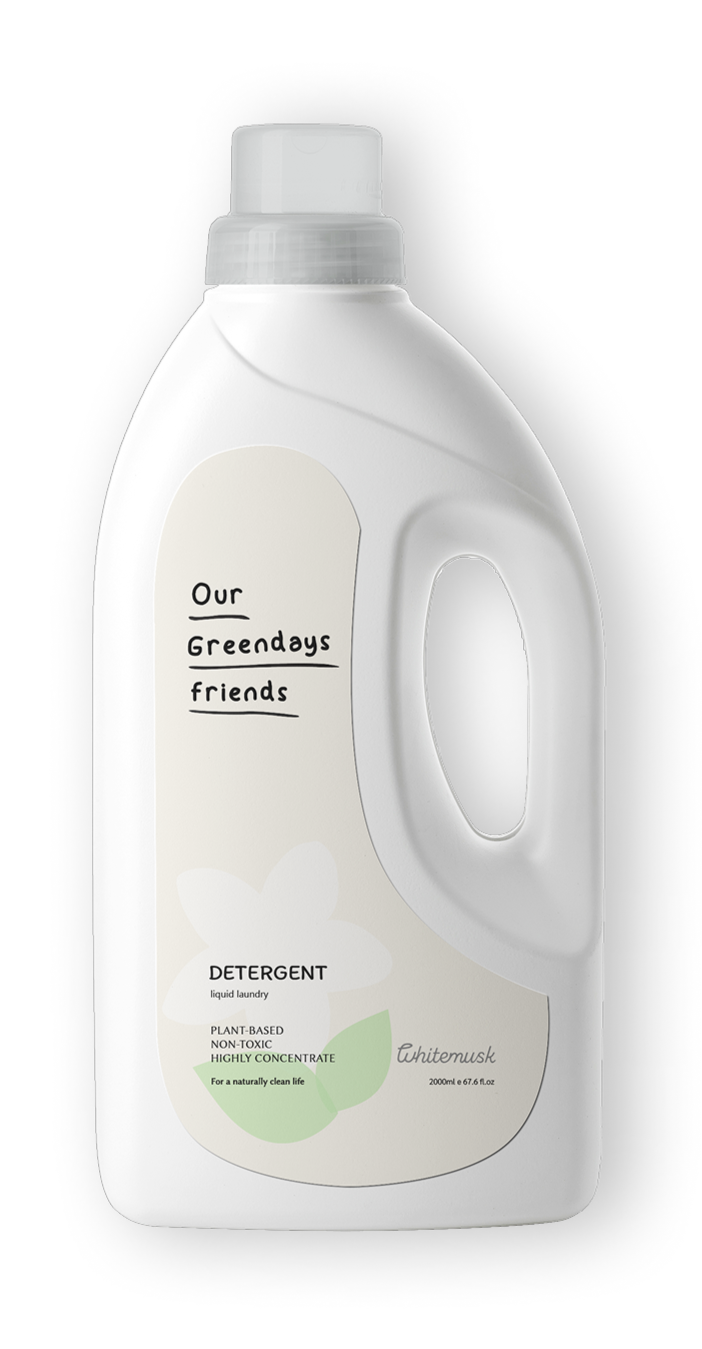 Our
Greendays
friends
DETERGENT
liquid laundry
PLANT-BASED
NON-TOXIC
HIGHLY CONCENTRATE
For a naturally clean life
Whitemusk
2000ml e 67.6 fl.oz